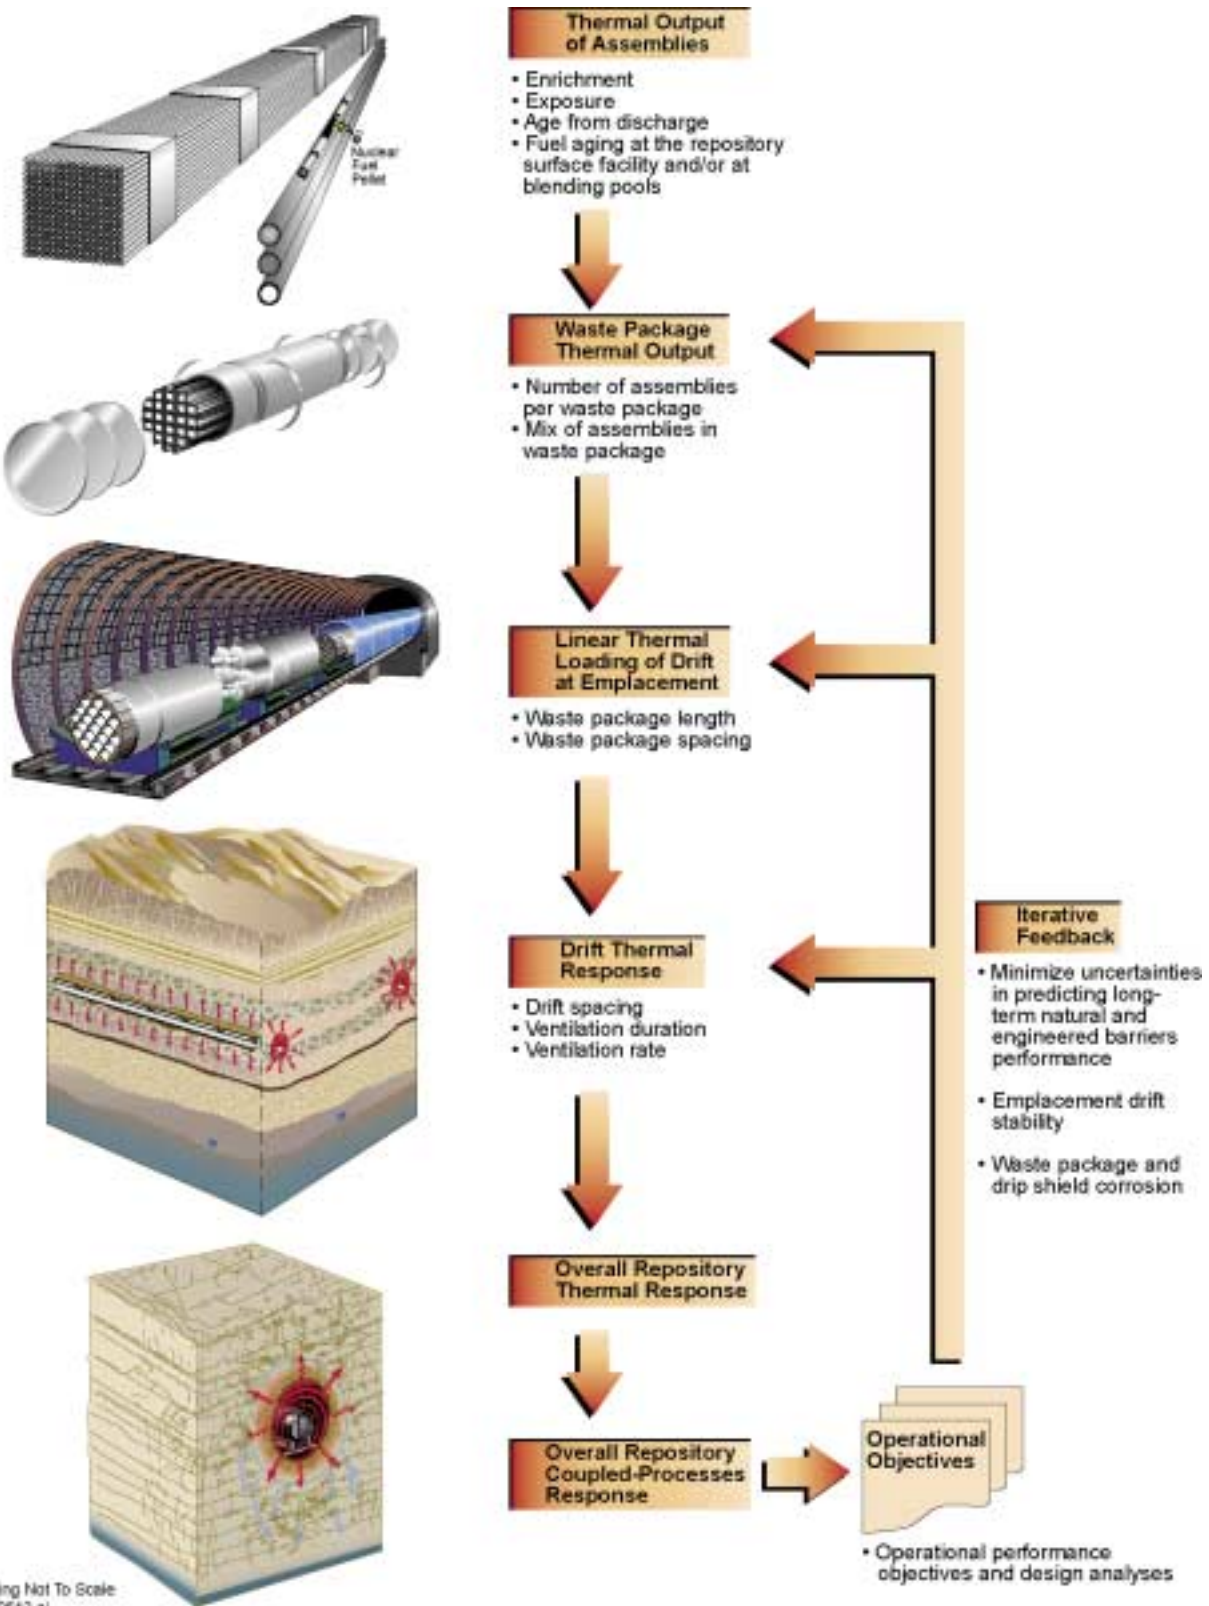 Thermal Output
of Assemblies
• Enrichment
• Exposure
• Age from discharge
• Fuel aging at the repository
surface facility and/or at
blending pools
Nuclear
Fuel
Pellet
Waste Package
Thermal Output
• Number of assemblies
per waste package
• Mix of assemblies in
waste package
Linear Thermal
Loading of Drift
at Emplacement
• Waste package length
• Waste package spacing
Drift Thermal
Response
• Drift spacing
• Ventilation duration
• Ventilation rate
Iterative
Feedback
• Minimize uncertainties
in predicting long-
term natural and
engineered barriers
performance
• Emplacement drift
stability
• Waste package and
drip shield corrosion
Overall Repository
Thermal Response
Overall Repository
Coupled-Processes
Response
Operational
Objectives
• Operational performance
objectives and design analyses
ing Not To Scale